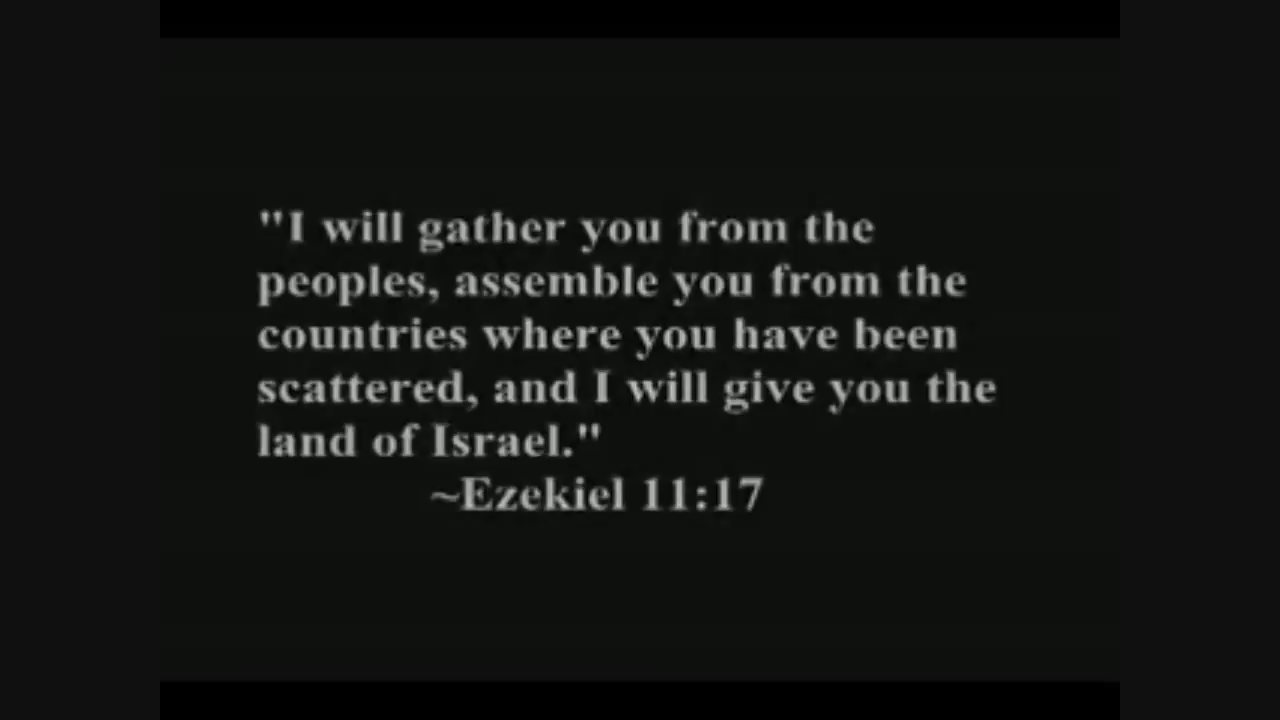 "I will gather you from the
peoples, assemble you from the
countries where you have been
scattered, and I will give you the
land of Israel."
~Ezekiel 11:17